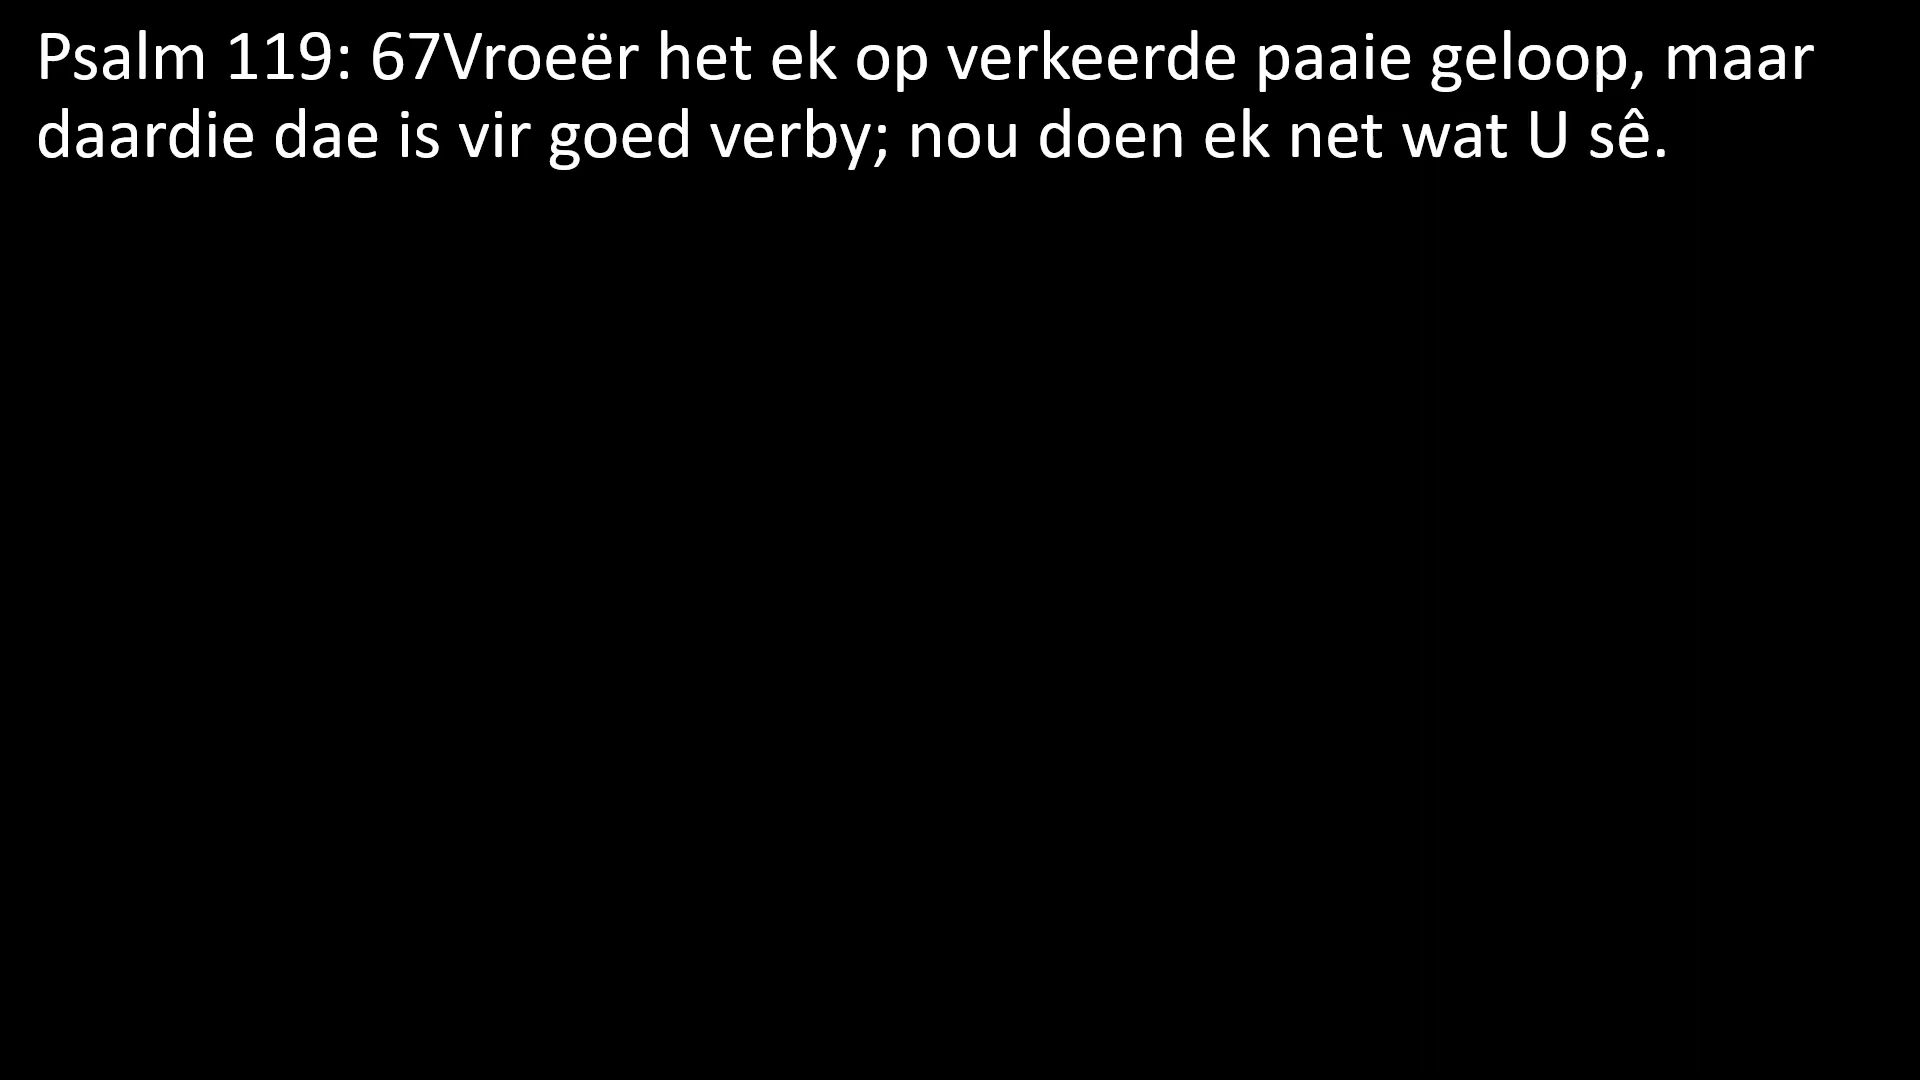 Psalm 119: 67Vroeër het ek op verkeerde paaie geloop, maar
daardie dae is vir goed verby; nou doen ek net wat U sê.